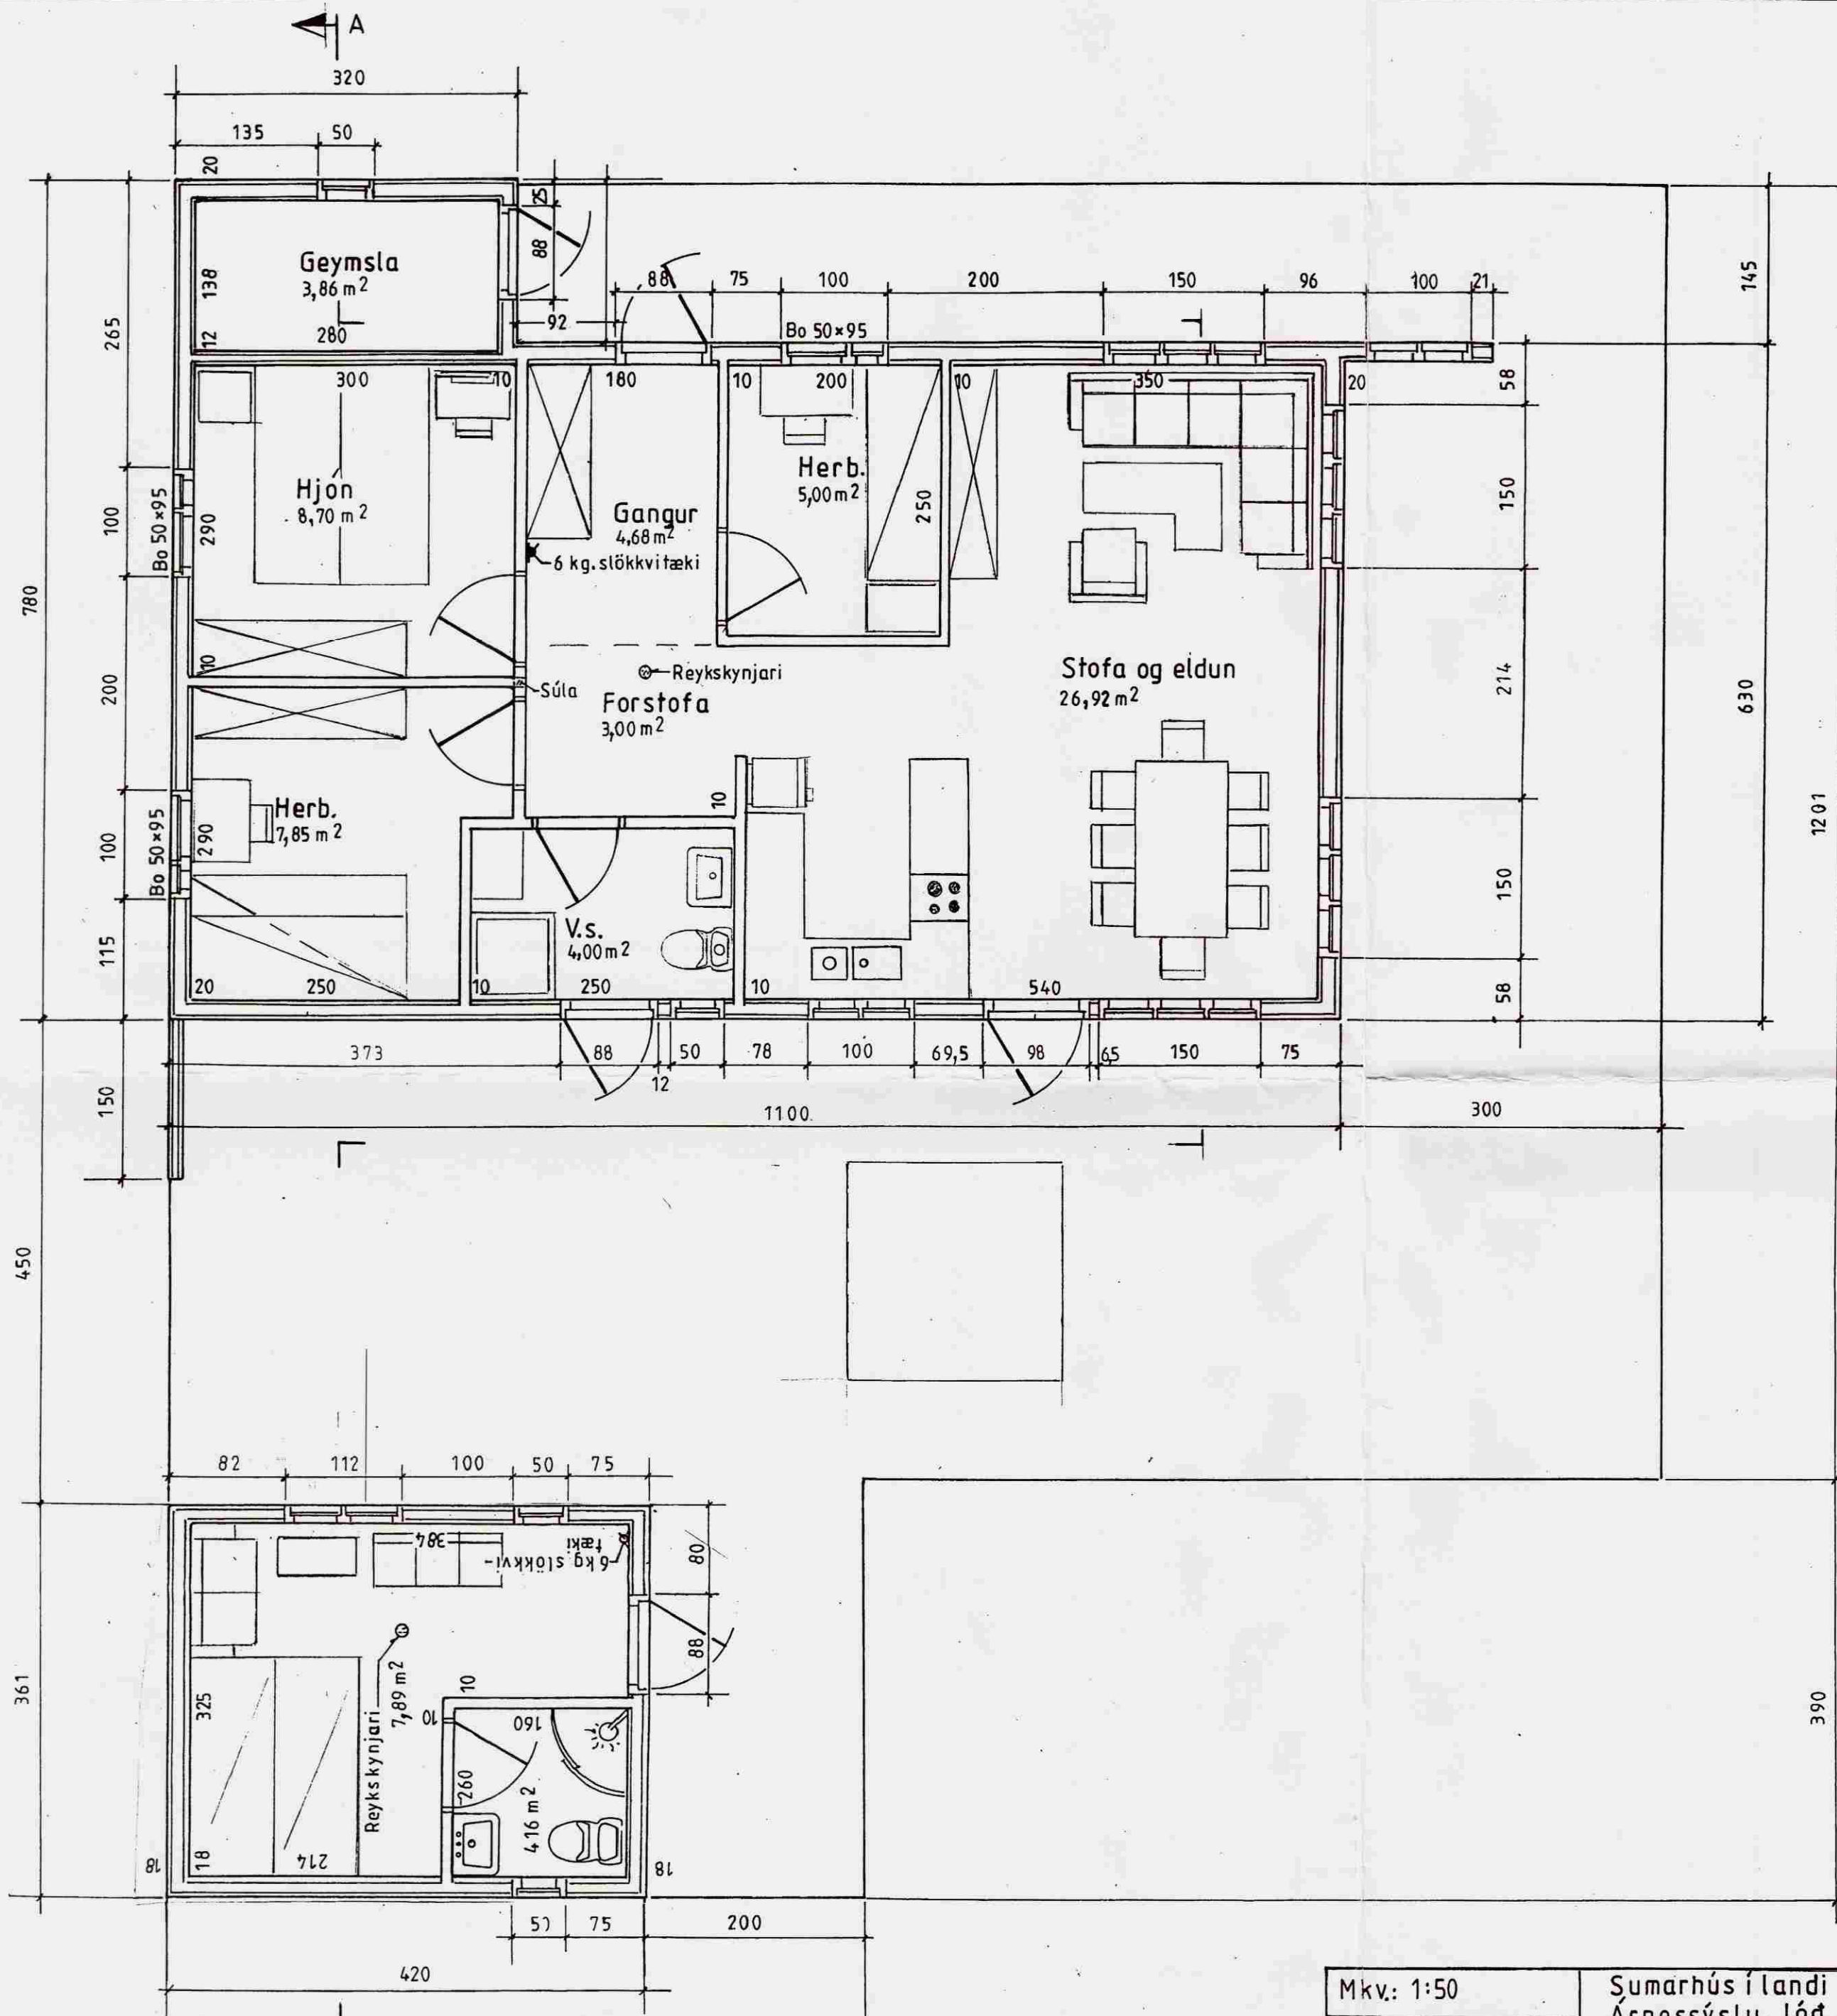 A
320
135 50
20
25
Geymsla
3,86 m²
138
88
12 280
265
92
88 75 100 200 150 96 100 21
145
Bo 50×95
300 10 180 10 200 10 350 20
58
Hjón
8,70 m²
290
100
Bo 50×95
Gangur
4,68 m²
6 kg. slökkvitæki
Herb.
5,00 m²
250
150
780
10
200
Súla
Reykskynjari
Forstofa
3,00 m²
Stofa og eldun
26,92 m²
214
630
1201
Herb.
7,85 m²
290
100
Bo 50×95
10
V.s.
4,00 m²
150
115
20 250 10 250 10 540
58
373 88 12 50 78 100 69,5 98 65 150 75
150
1100
300
450
82 112 100 50 75
384
6 kg. slökkvi-
tæki
80
88
361
325
Reykskynjari
7,89 m²
10
10
160
260
4 16 m²
390
18
18
214
18
50 75 200
420
Mkv.: 1:50
Sumarhús í landi
Árnessýslu, lóð